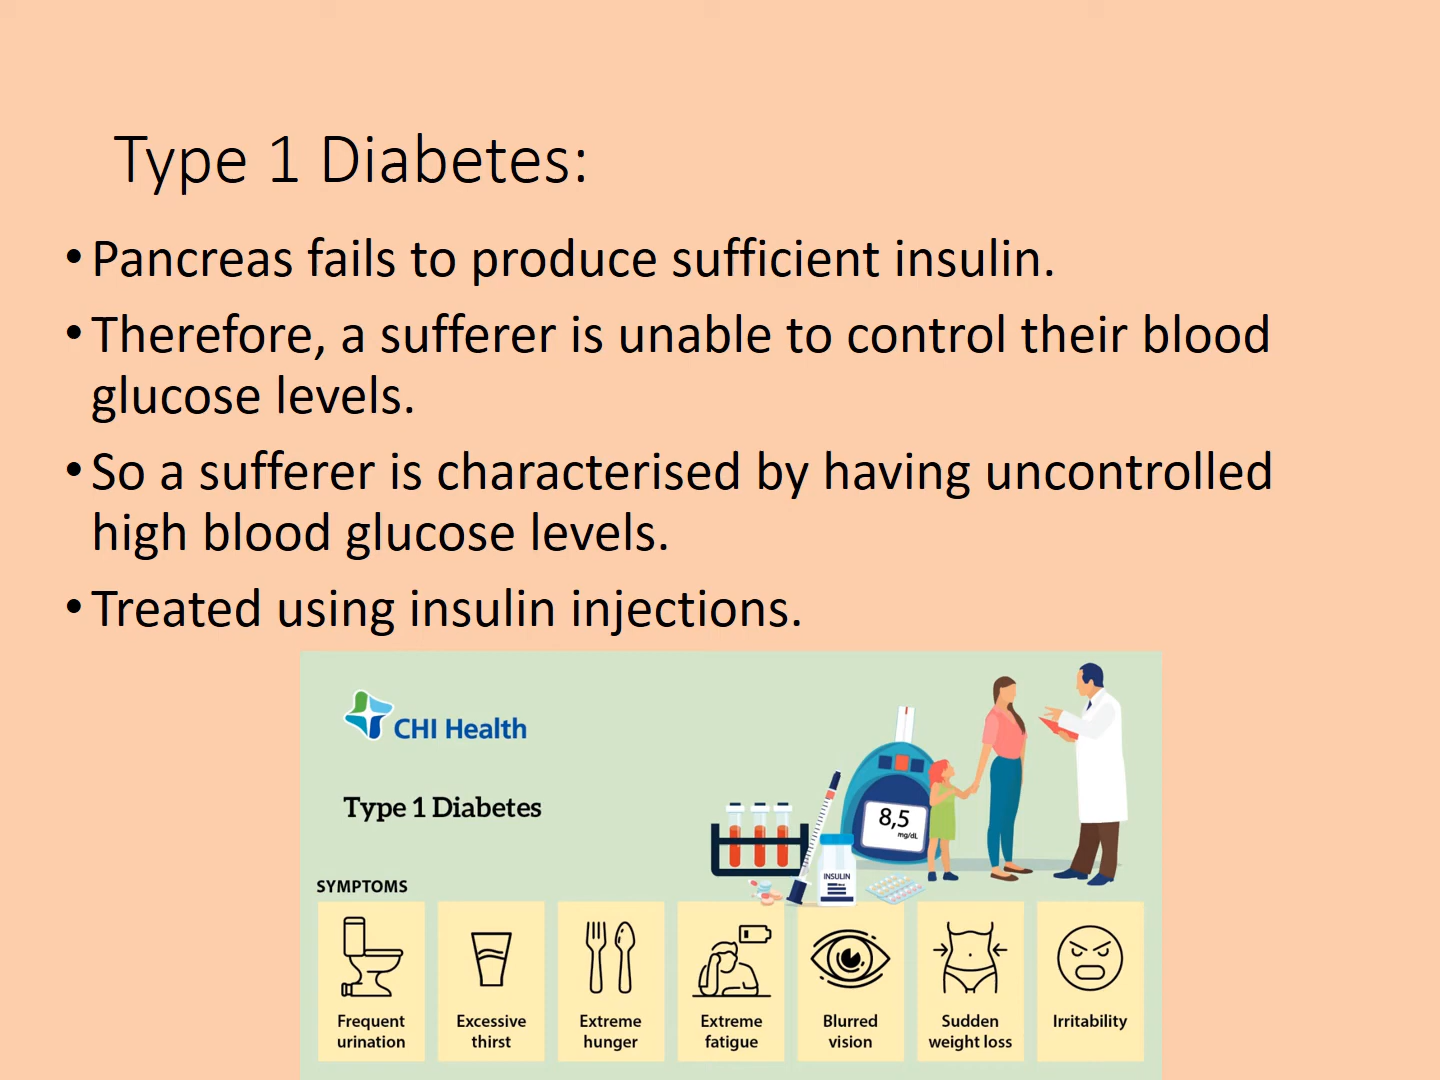 Type 1 Diabetes:
• Pancreas fails to produce sufficient insulin.
• Therefore, a sufferer is unable to control their blood
glucose levels.
• So a sufferer is characterised by having uncontrolled
high blood glucose levels.
• Treated using insulin injections.
CHI Health
Type 1 Diabetes
8,5
mg/dL
INSULIN
SYMPTOMS
Frequent
urination
Excessive
thirst
Extreme
hunger
Extreme
fatigue
Blurred
vision
Sudden
weight loss
Irritability